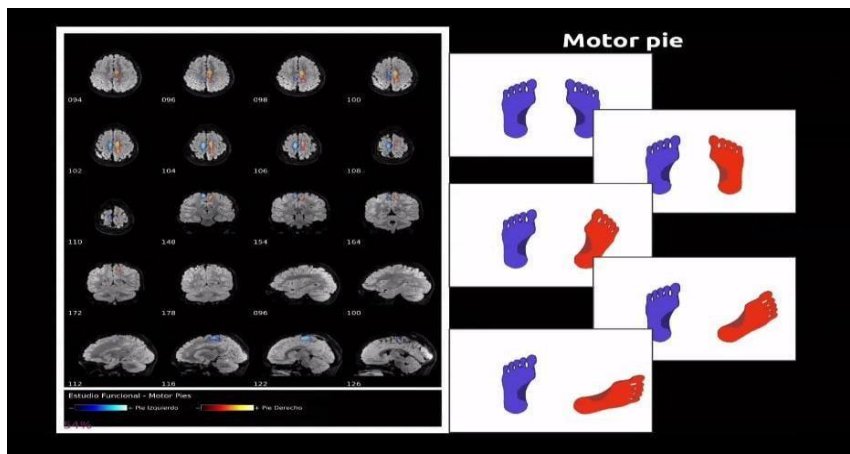 Motor pie
094 096 098 100
102 104 106 108
110 148 154 164
172 178 096 100
112 116 122 126
Estudio Funcional - Motor Pies
- + Pie Izquierdo - + Pie Derecho